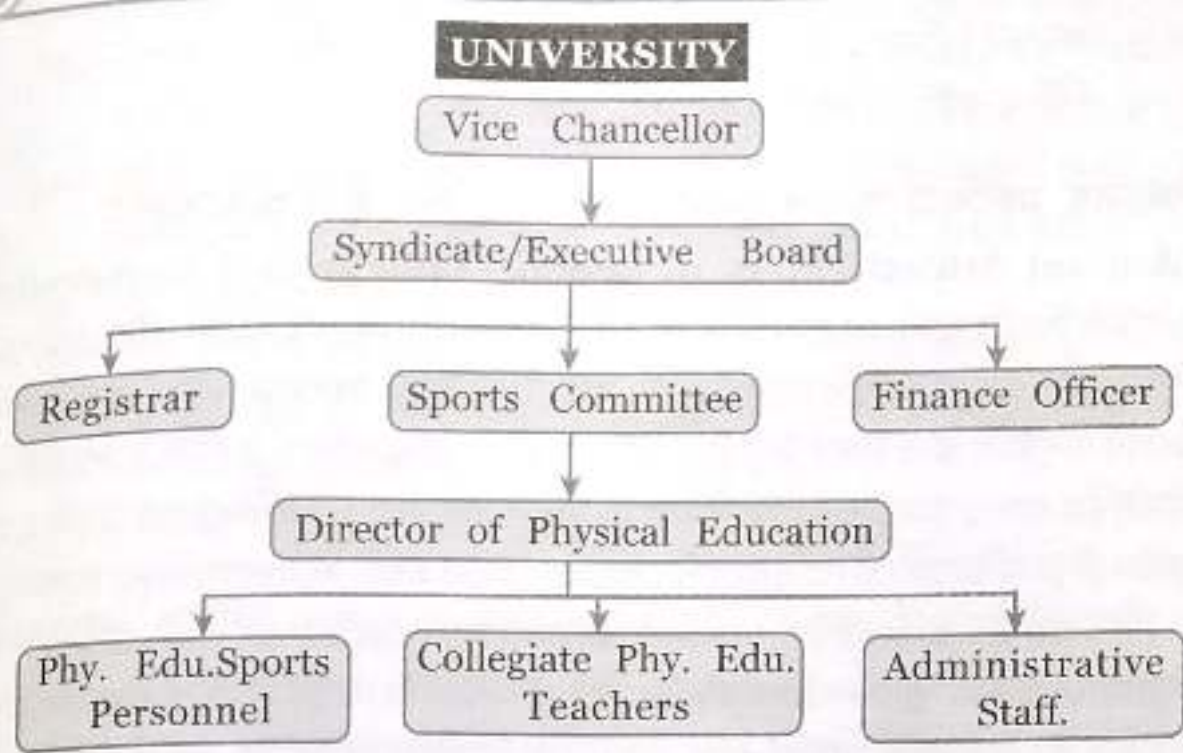 UNIVERSITY
Vice Chancellor
Syndicate/Executive Board
Registrar
Sports Committee
Finance Officer
Director of Physical Education
Phy. Edu.Sports
Personnel
Collegiate Phy. Edu.
Teachers
Administrative
Staff.